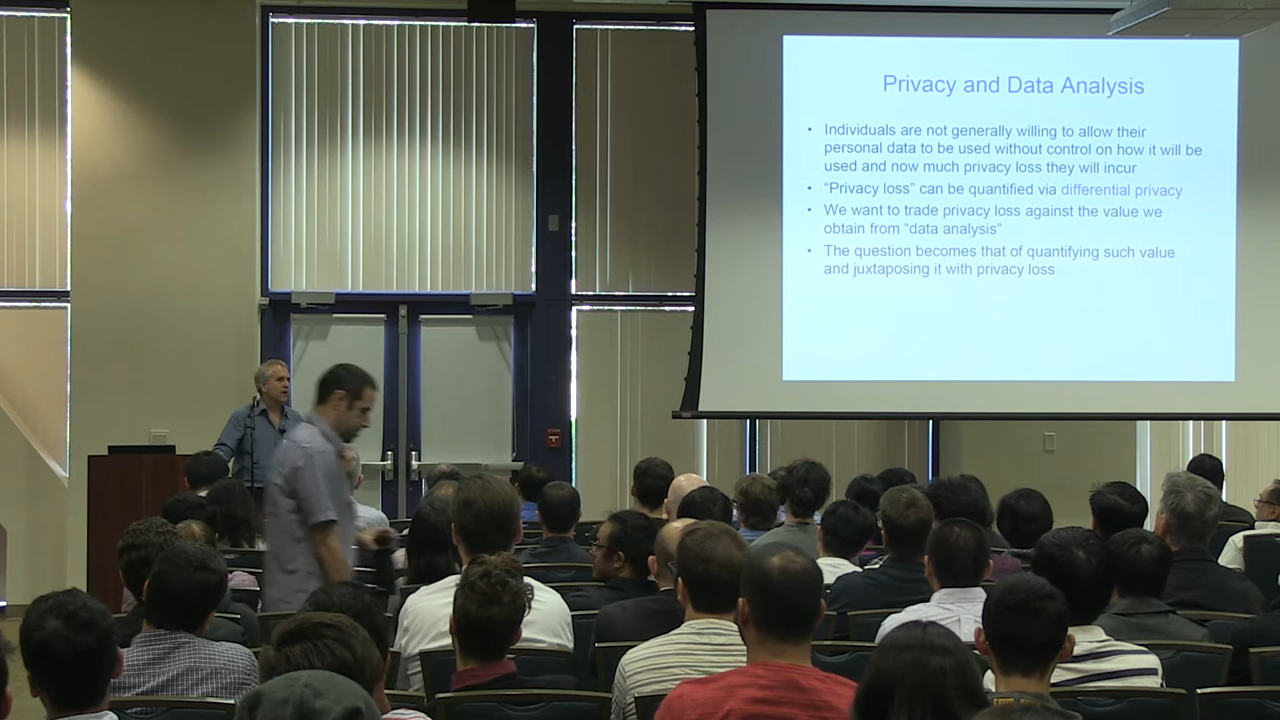 Privacy and Data Analysis
• Individuals are not generally willing to allow their
personal data to be used without control on how it will be
used and now much privacy loss they will incur
• “Privacy loss” can be quantified via differential privacy
• We want to trade privacy loss against the value we
obtain from “data analysis”
• The question becomes that of quantifying such value
and juxtaposing it with privacy loss